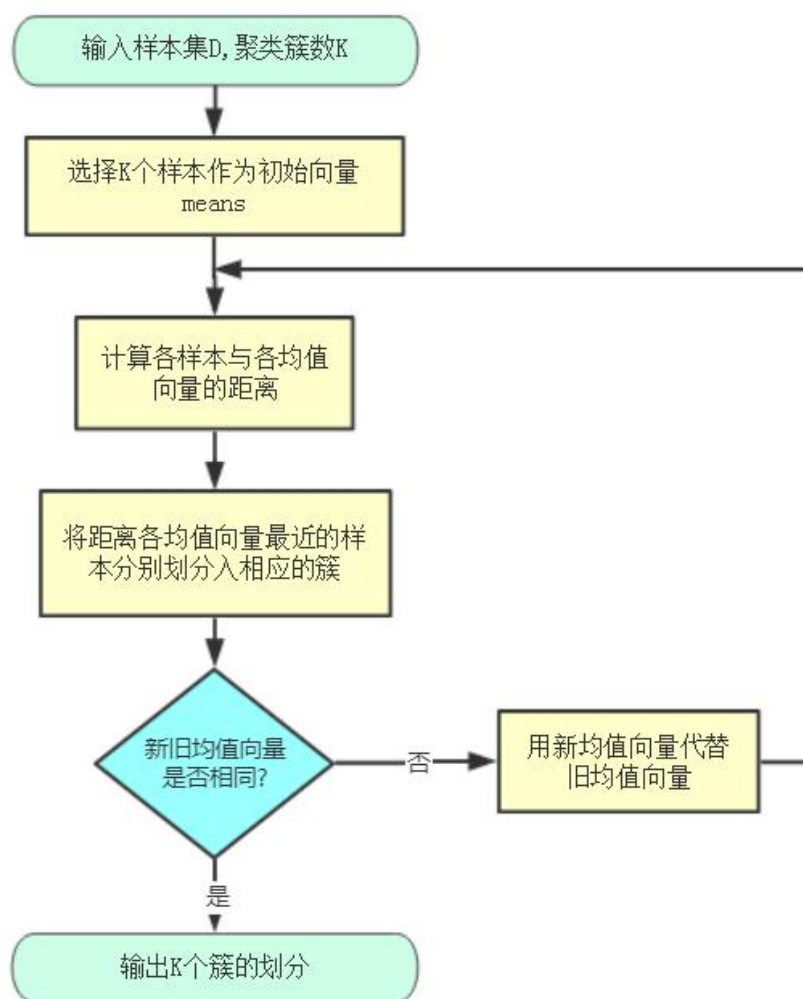 输入样本集D,聚类簇数K
选择K个样本作为初始向量
means
计算各样本与各均值
向量的距离
将距离各均值向量最近的样
本分别划分入相应的簇
新旧均值向量
是否相同?
否
用新均值向量代替
旧均值向量
是
输出K个簇的划分